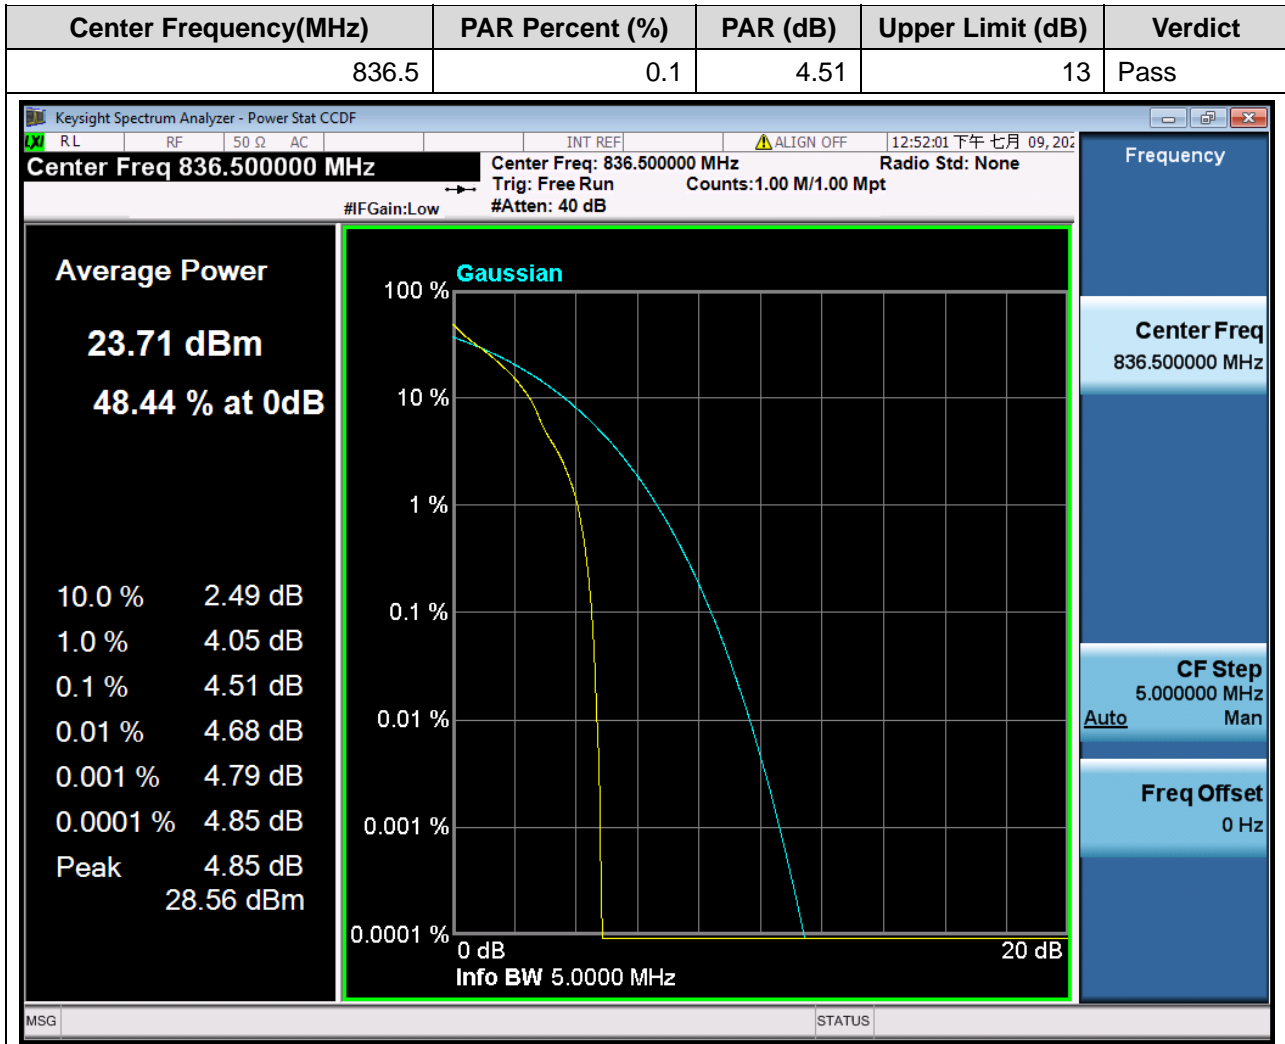 Center Frequency(MHz) PAR Percent (%) PAR (dB) Upper Limit (dB) Verdict
836.5 0.1 4.51 13 Pass
Keysight Spectrum Analyzer - Power Stat CCDF
LXI RL RF 50 Ω AC INT REF ALIGN OFF 12:52:01 下午 七月 09, 202
Center Freq 836.500000 MHz
Center Freq: 836.500000 MHz Radio Std: None
Trig: Free Run Counts:1.00 M/1.00 Mpt
#IFGain:Low #Atten: 40 dB
Average Power
23.71 dBm
48.44 % at 0dB
10.0 % 2.49 dB
1.0 % 4.05 dB
0.1 % 4.51 dB
0.01 % 4.68 dB
0.001 % 4.79 dB
0.0001 % 4.85 dB
Peak 4.85 dB
28.56 dBm
Gaussian
100 %
10 %
1 %
0.1 %
0.01 %
0.001 %
0.0001 %
0 dB 20 dB
Info BW 5.0000 MHz
Frequency
Center Freq
836.500000 MHz
CF Step
5.000000 MHz
Auto Man
Freq Offset
0 Hz
MSG STATUS